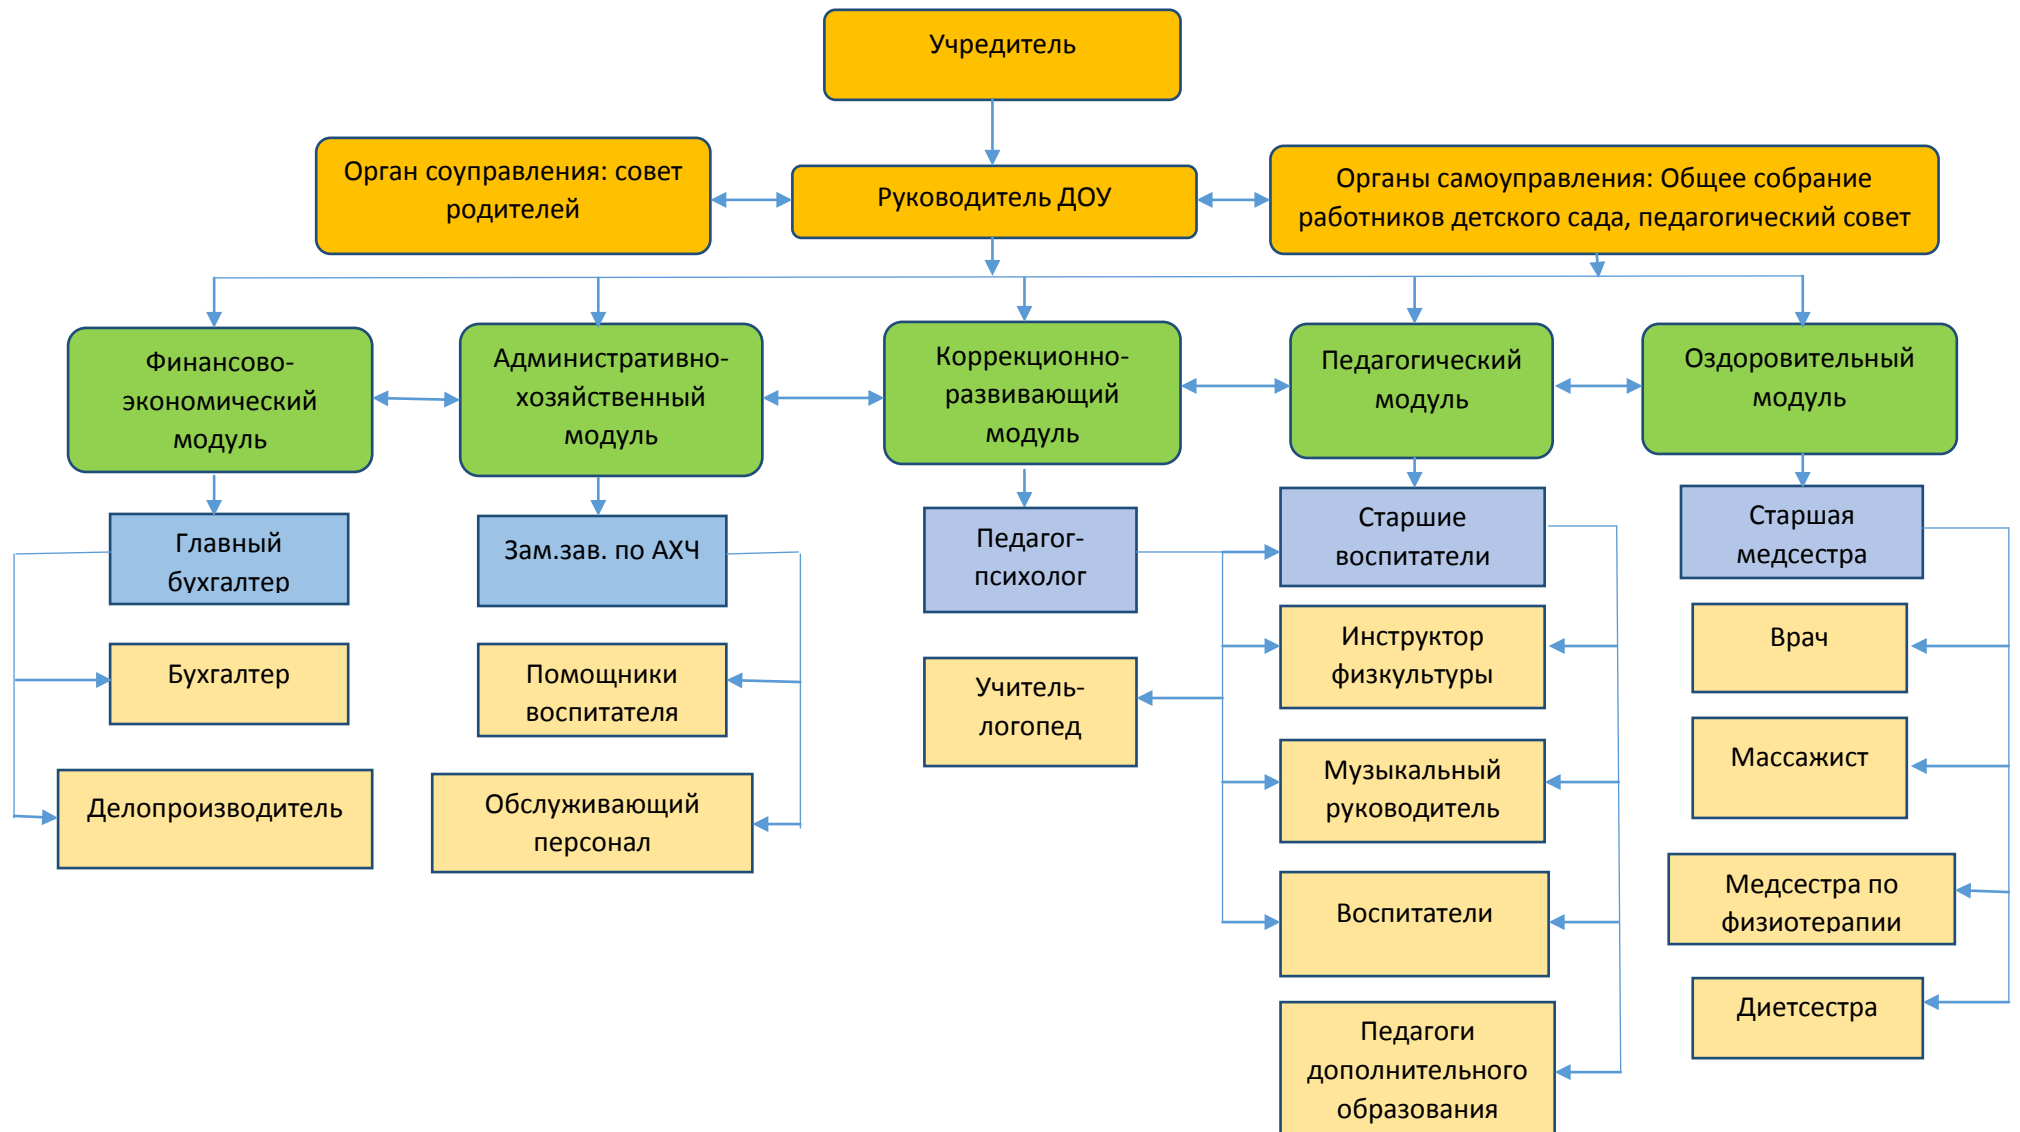 Учредитель
Орган соуправления: совет
родителей
Руководитель ДОУ
Органы самоуправления: Общее собрание
работников детского сада, педагогический совет
Финансово-
экономический
модуль
Административно-
хозяйственный
модуль
Коррекционно-
развивающий
модуль
Педагогический
модуль
Оздоровительный
модуль
Главный
бухгалтер
Зам.зав. по АХЧ
Педагог-
психолог
Старшие
воспитатели
Старшая
медсестра
Бухгалтер
Помощники
воспитателя
Учитель-
логопед
Инструктор
физкультуры
Врач
Делопроизводитель
Обслуживающий
персонал
Музыкальный
руководитель
Массажист
Воспитатели
Медсестра по
физиотерапии
Педагоги
дополнительного
образования
Диетсестра